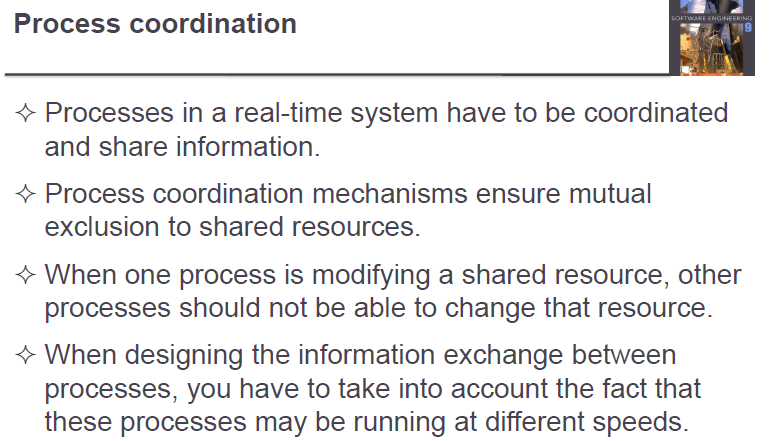 Process coordination
SOFTWARE ENGINEERING
9
✧ Processes in a real-time system have to be coordinated
and share information.
✧ Process coordination mechanisms ensure mutual
exclusion to shared resources.
✧ When one process is modifying a shared resource, other
processes should not be able to change that resource.
✧ When designing the information exchange between
processes, you have to take into account the fact that
these processes may be running at different speeds.